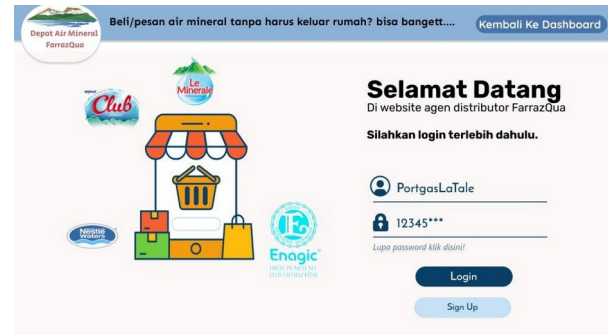 Depot Air Mineral
FarrazQua
Beli/pesan air mineral tanpa harus keluar rumah? bisa bangett....
Kembali Ke Dashboard
Club
Le
Minerale
Nestlé
Waters
Enagic
INDEPENDENT
DISTRIBUTOR
Selamat Datang
Di website agen distributor FarrazQua
Silahkan login terlebih dahulu.
PortgasLaTale
12345***
Lupa password klik disini!
Login
Sign Up